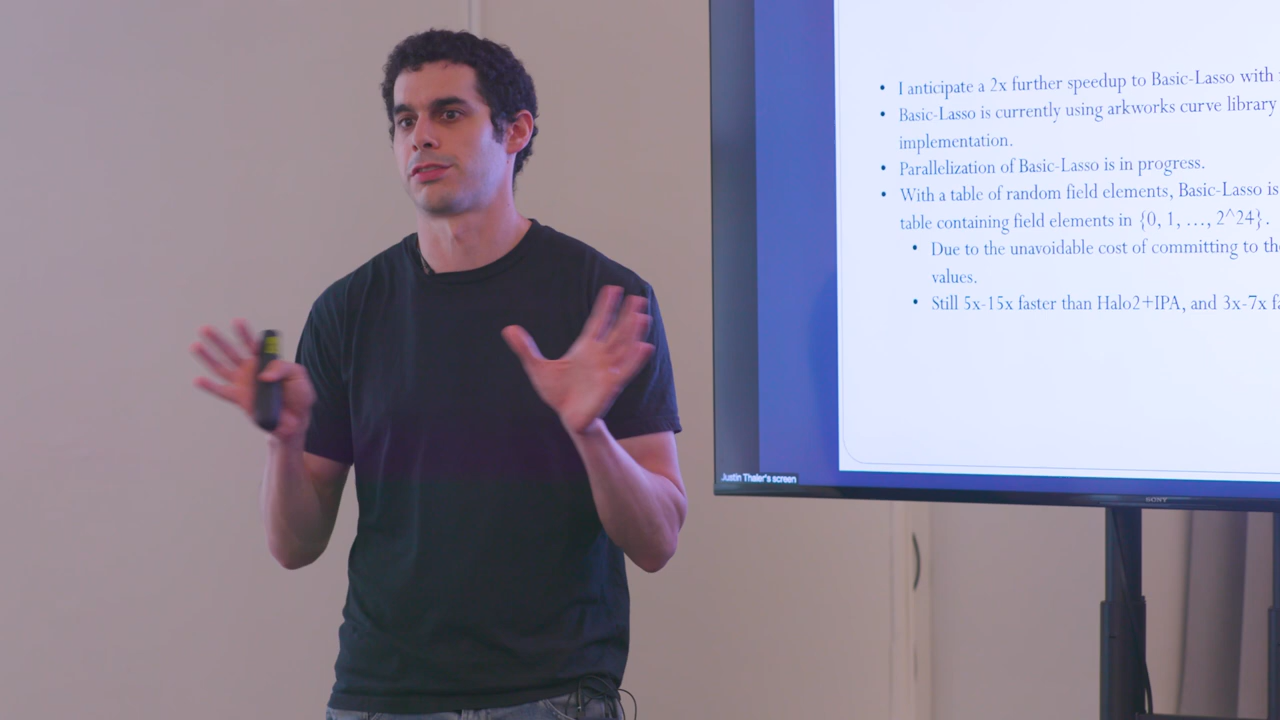 • I anticipate a 2x further speedup to Basic-Lasso with
• Basic-Lasso is currently using arkworks curve library
implementation.
• Parallelization of Basic-Lasso is in progress.
• With a table of random field elements, Basic-Lasso is
table containing field elements in {0, 1, …, 2^24}.
• Due to the unavoidable cost of committing to the
values.
• Still 5x-15x faster than Halo2+IPA, and 3x-7x
Justin Thaler's screen
SONY